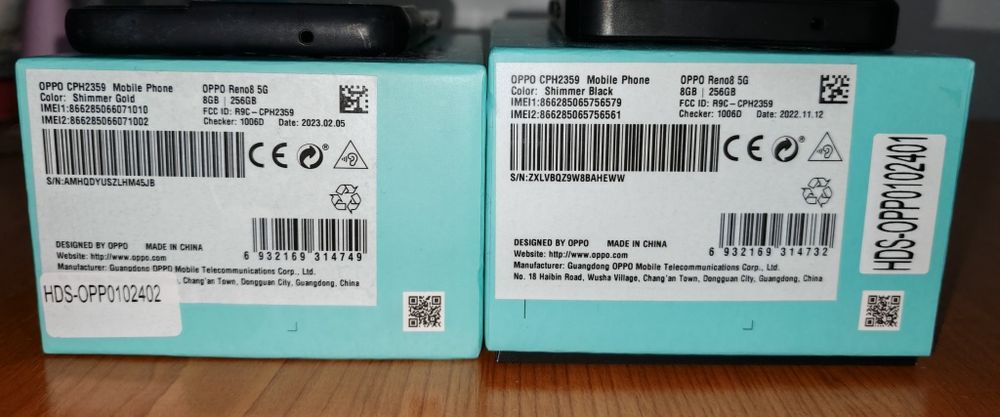 OPPO CPH2359 Mobile Phone
Color: Shimmer Gold
IMEI1:866285066071010
IMEI2:866285066071002
OPPO Reno8 5G
8GB | 256GB
FCC ID: R9C-CPH2359
Checker: 1006D Date: 2023.02.05
CE
S/N:AMHQDYUSZLHM45JB
6 932169 314749
DESIGNED BY OPPO MADE IN CHINA
Website: http://www.oppo.com
Manufacturer: Guangdong OPPO Mobile Telecommunications Corp., Ltd.
Chang'an Town, Dongguan City, Guangdong, China
HDS-OPP0102402
OPPO CPH2359 Mobile Phone
Color: Shimmer Black
IMEI1:866285065756579
IMEI2:866285065756561
OPPO Reno8 5G
8GB | 256GB
FCC ID: R9C-CPH2359
Checker: 1006D Date: 2022.11.12
CE
S/N:ZXLVBQZ9W8BAHEWW
6 932169 314732
DESIGNED BY OPPO MADE IN CHINA
Website: http://www.oppo.com
Manufacturer: Guangdong OPPO Mobile Telecommunications Corp., Ltd.
No. 18 Haibin Road, Wusha Village, Chang'an Town, Dongguan City, Guangdong, China
HDS-OPP0102401